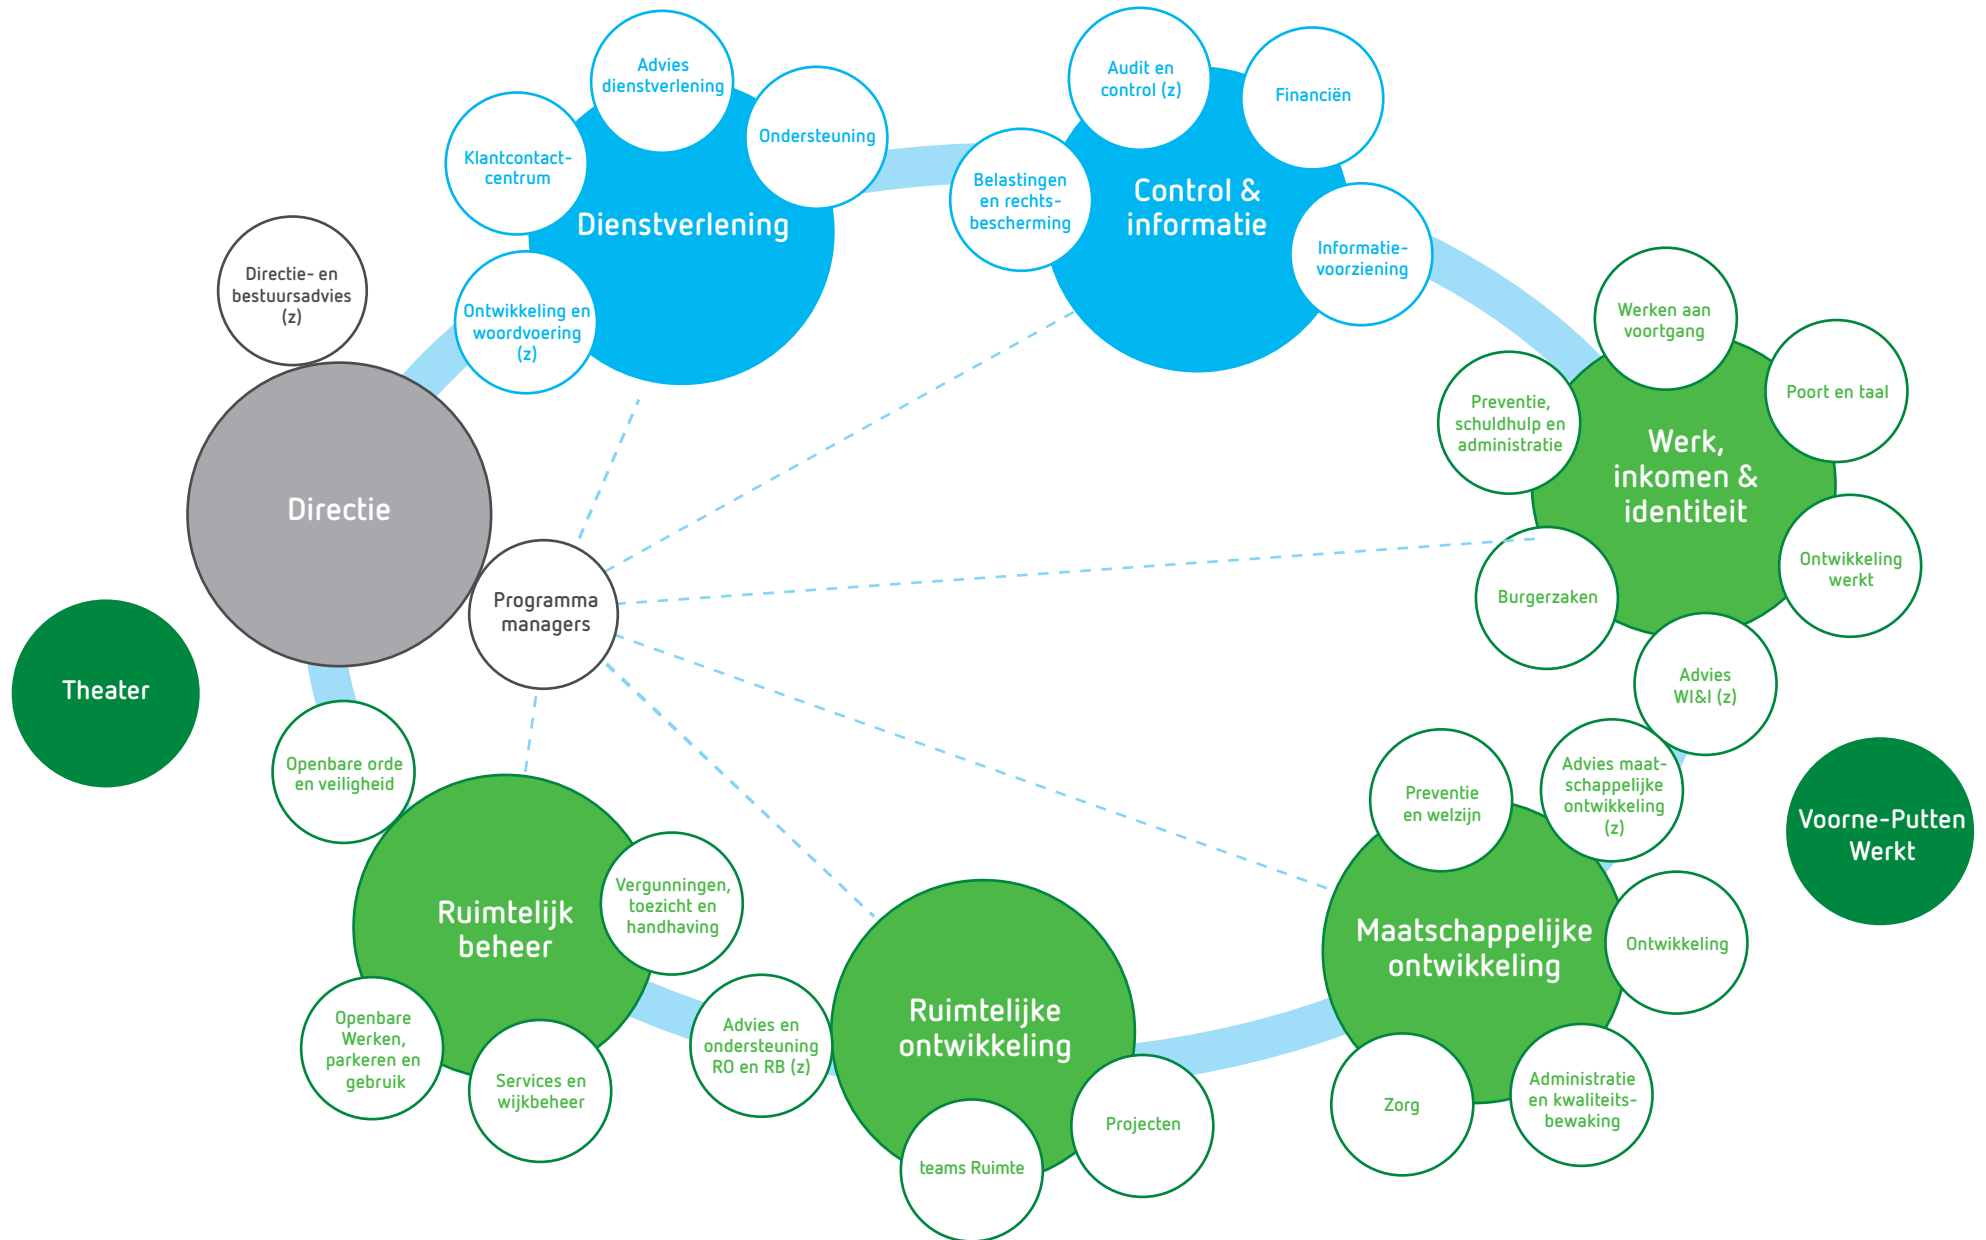 Advies
dienstverlening
Ondersteuning
Klantcontact-
centrum
Dienstverlening
Ontwikkeling en
woordvoering
(z)
Audit en
control (z)
Financiën
Belastingen
en rechts-
bescherming
Control &
informatie
Informatie-
voorziening
Directie- en
bestuursadvies
(z)
Directie
Programma
managers
Werken aan
voortgang
Poort en taal
Preventie,
schuldhulp en
administratie
Werk,
inkomen &
identiteit
Ontwikkeling
werkt
Burgerzaken
Advies
WI&I (z)
Theater
Openbare orde
en veiligheid
Ruimtelijk
beheer
Vergunningen,
toezicht en
handhaving
Openbare
Werken,
parkeren en
gebruik
Services en
wijkbeheer
Advies en
ondersteuning
RO en RB (z)
Ruimtelijke
ontwikkeling
teams Ruimte
Projecten
Preventie
en welzijn
Advies maat-
schappelijke
ontwikkeling
(z)
Maatschappelijke
ontwikkeling
Ontwikkeling
Zorg
Administratie
en kwaliteits-
bewaking
Voorne-Putten
Werkt